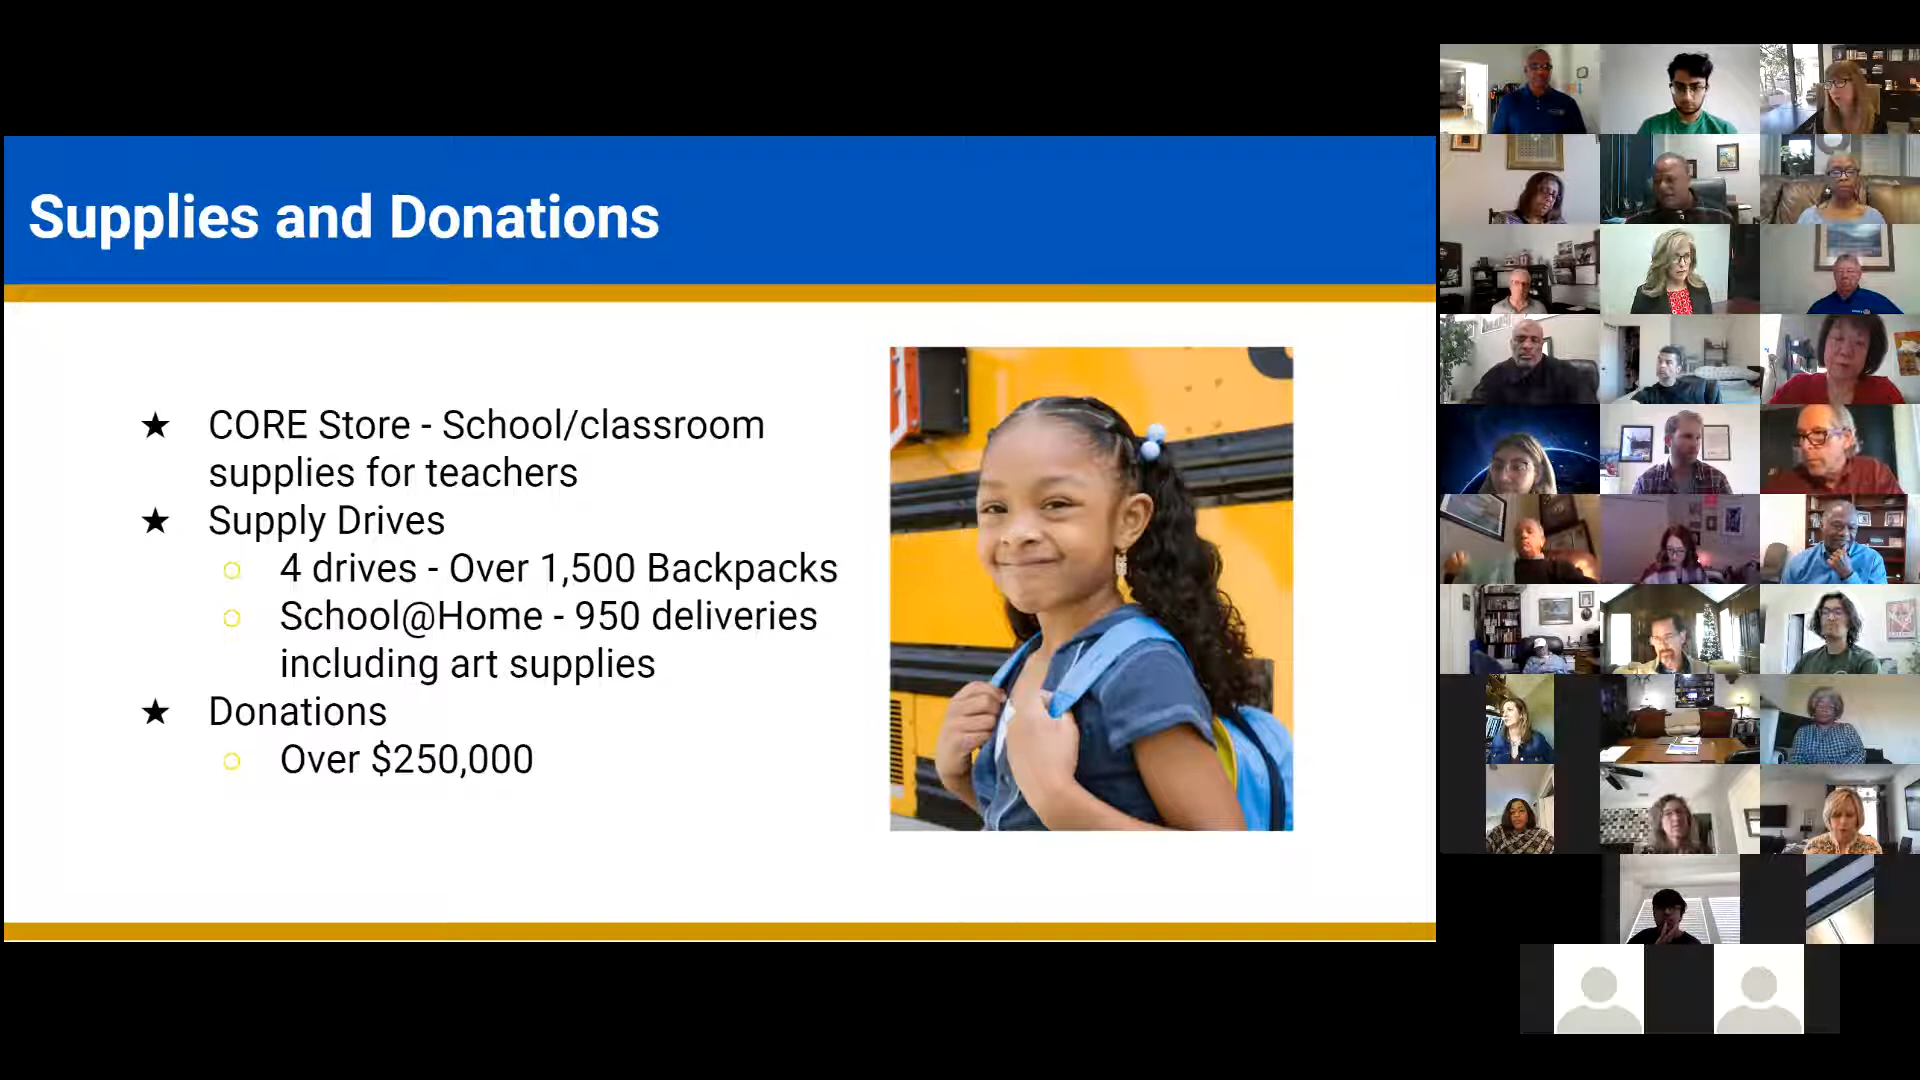 Supplies and Donations
★ CORE Store - School/classroom
supplies for teachers
★ Supply Drives
○ 4 drives - Over 1,500 Backpacks
○ School@Home - 950 deliveries
including art supplies
★ Donations
○ Over $250,000